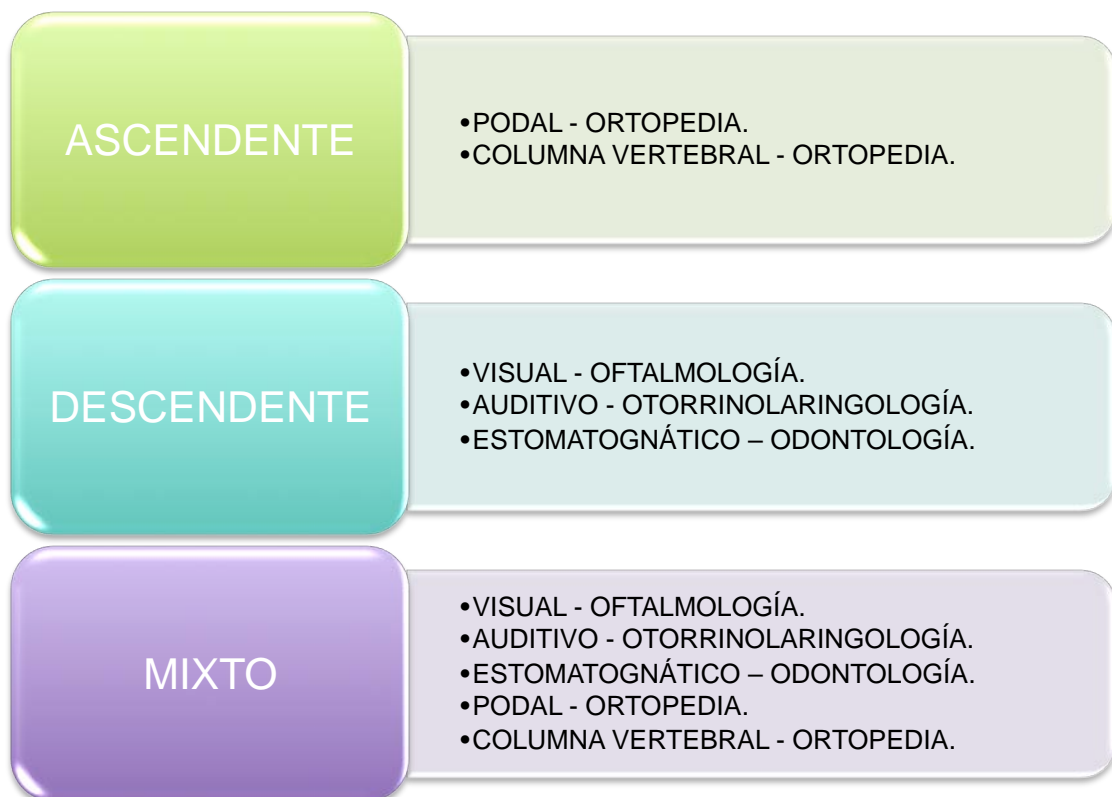 ASCENDENTE
•PODAL - ORTOPEDIA.
•COLUMNA VERTEBRAL - ORTOPEDIA.
DESCENDENTE
•VISUAL - OFTALMOLOGÍA.
•AUDITIVO - OTORRINOLARINGOLOGÍA.
•ESTOMATOGNÁTICO – ODONTOLOGÍA.
MIXTO
•VISUAL - OFTALMOLOGÍA.
•AUDITIVO - OTORRINOLARINGOLOGÍA.
•ESTOMATOGNÁTICO – ODONTOLOGÍA.
•PODAL - ORTOPEDIA.
•COLUMNA VERTEBRAL - ORTOPEDIA.